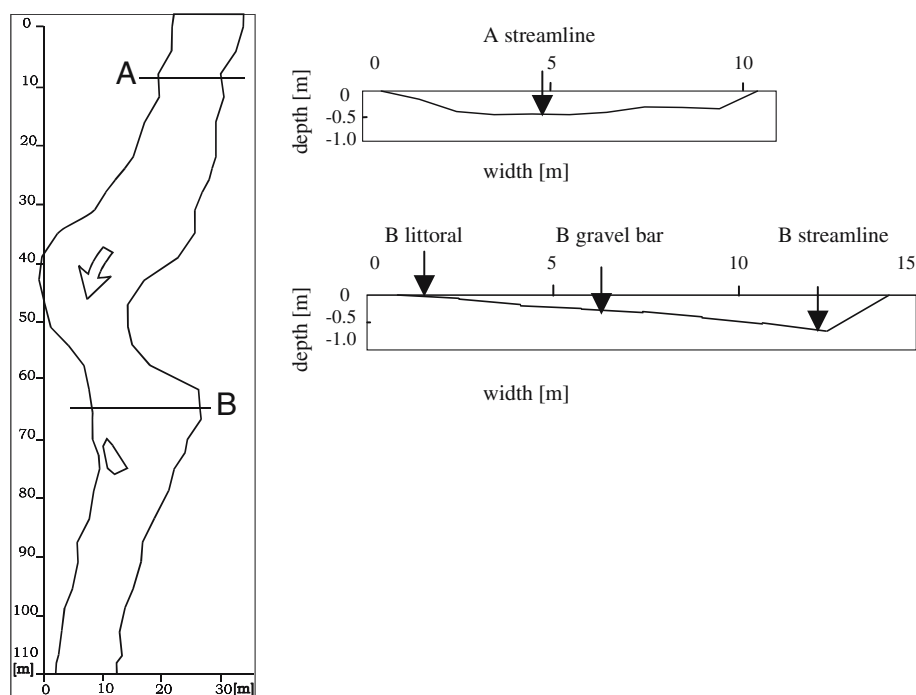 0
10
20
30
40
50
60
70
80
90
100
110
[m]
0 10 20 30[m]
A
B
A streamline
0 5 10
depth [m]
0
-0.5
-1.0
width [m]
B littoral B gravel bar B streamline
0 5 10 15
depth [m]
0
-0.5
-1.0
width [m]